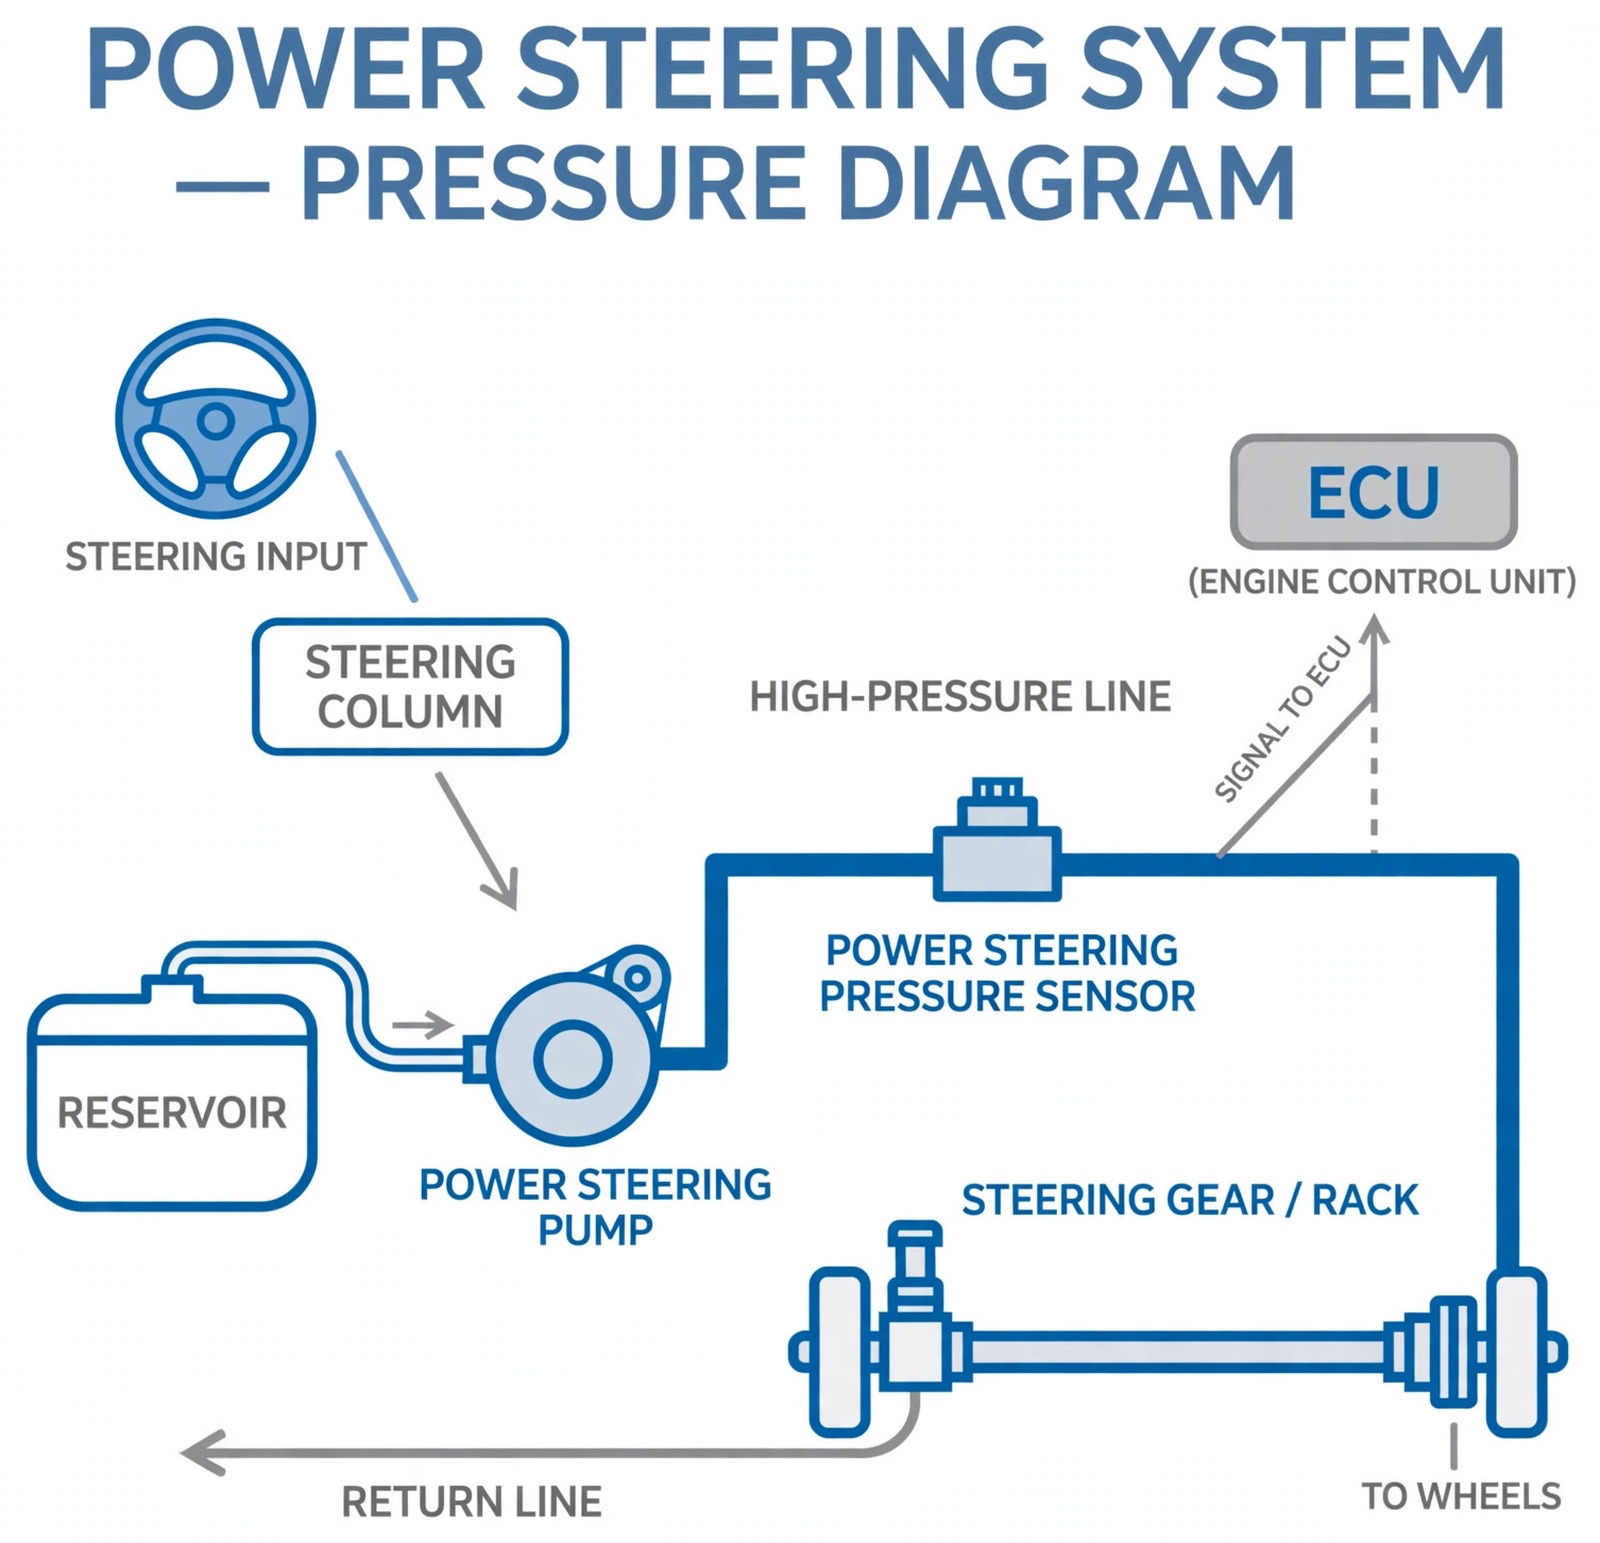 POWER STEERING SYSTEM
— PRESSURE DIAGRAM
STEERING INPUT
ECU
(ENGINE CONTROL UNIT)
STEERING
COLUMN
HIGH-PRESSURE LINE
SIGNAL TO ECU
POWER STEERING
PRESSURE SENSOR
RESERVOIR
POWER STEERING
PUMP
STEERING GEAR / RACK
RETURN LINE
TO WHEELS